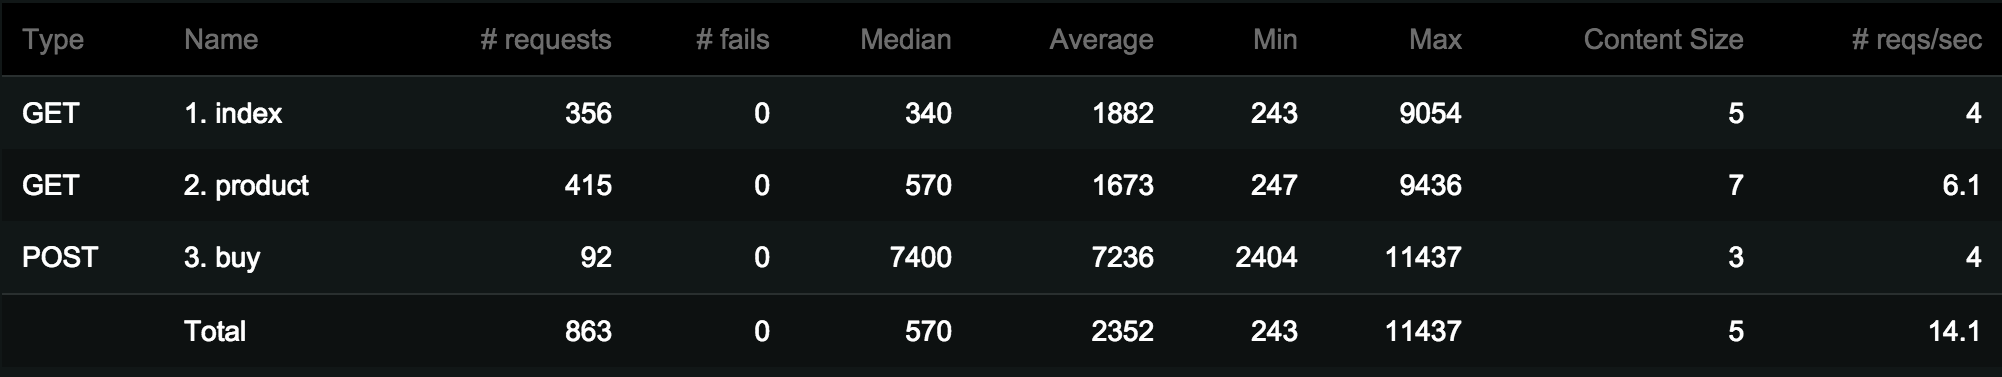 Type Name # requests # fails Median Average Min Max Content Size # reqs/sec
GET 1. index 356 0 340 1882 243 9054 5 4
GET 2. product 415 0 570 1673 247 9436 7 6.1
POST 3. buy 92 0 7400 7236 2404 11437 3 4
Total 863 0 570 2352 243 11437 5 14.1